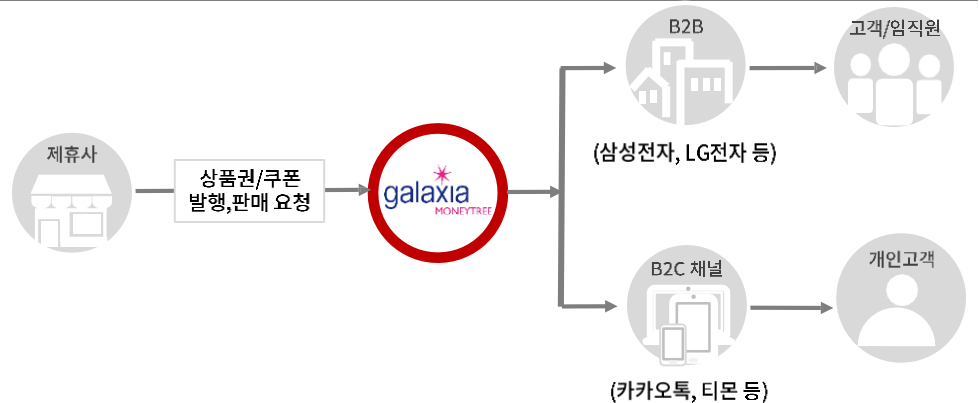 제휴사
상품권/쿠폰
발행,판매 요청
galaxia
MONEYTREE
B2B
(삼성전자, LG전자 등)
고객/임직원
B2C 채널
(카카오톡, 티몬 등)
개인고객